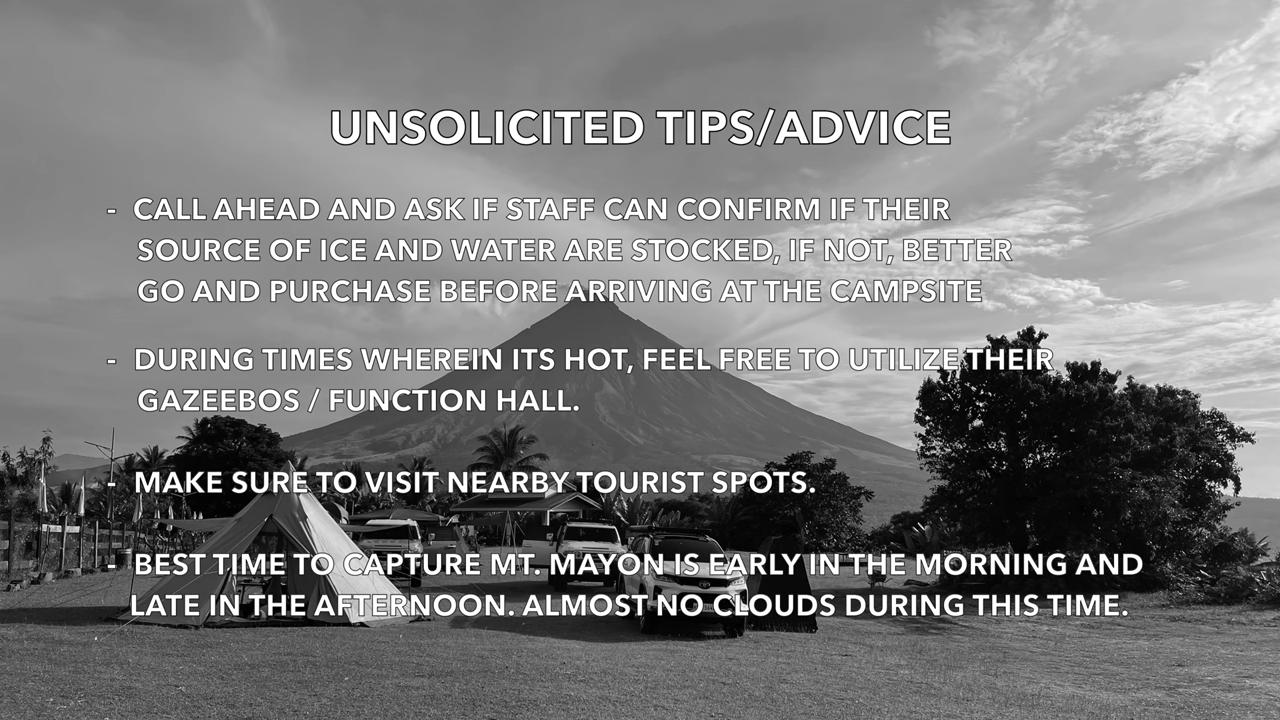 UNSOLICITED TIPS/ADVICE
- CALL AHEAD AND ASK IF STAFF CAN CONFIRM IF THEIR
SOURCE OF ICE AND WATER ARE STOCKED, IF NOT, BETTER
GO AND PURCHASE BEFORE ARRIVING AT THE CAMPSITE
- DURING TIMES WHEREIN ITS HOT, FEEL FREE TO UTILIZE THEIR
GAZEEBOS / FUNCTION HALL.
- MAKE SURE TO VISIT NEARBY TOURIST SPOTS.
- BEST TIME TO CAPTURE MT. MAYON IS EARLY IN THE MORNING AND
LATE IN THE AFTERNOON. ALMOST NO CLOUDS DURING THIS TIME.